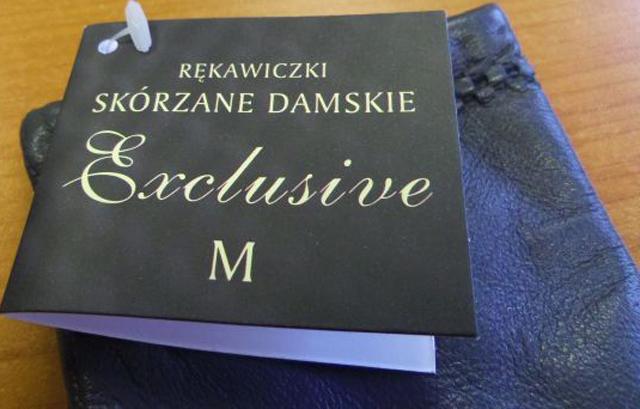 RĘKAWICZKI
SKÓRZANE DAMSKIE
Exclusive
M